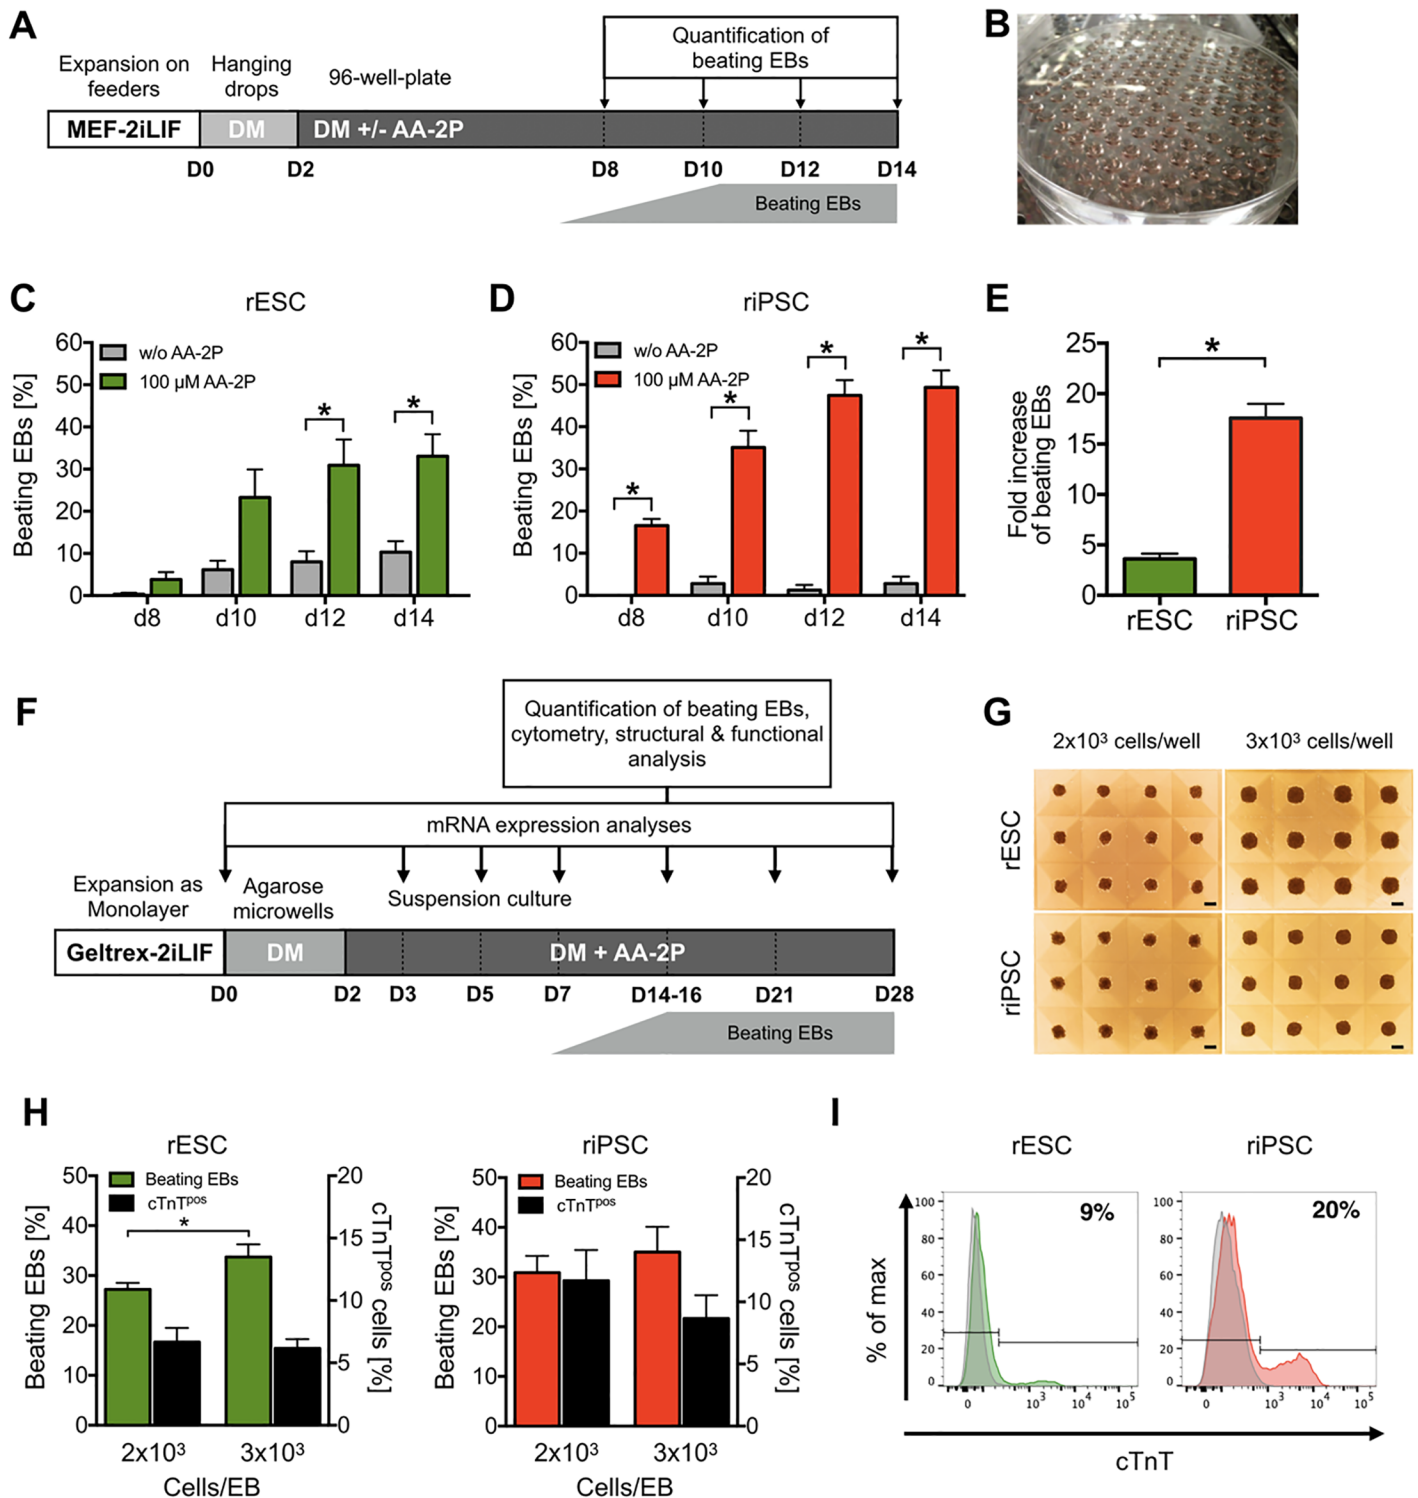 A
Quantification of
beating EBs
Expansion on
feeders
Hanging
drops
96-well-plate
MEF-2iLIF
DM
DM +/- AA-2P
D0
D2
D8
D10
D12
D14
Beating EBs
B
C
rESC
Beating EBs [%]
60
50
40
30
20
10
0
w/o AA-2P
100 µM AA-2P
*
*
d8
d10
d12
d14
D
riPSC
Beating EBs [%]
60
50
40
30
20
10
0
w/o AA-2P
100 µM AA-2P
*
*
*
*
d8
d10
d12
d14
E
Fold increase
of beating EBs
25
20
15
10
5
0
*
rESC
riPSC
F
Quantification of beating EBs,
cytometry, structural & functional
analysis
mRNA expression analyses
Expansion as
Monolayer
Agarose
microwells
Suspension culture
Geltrex-2iLIF
DM
DM + AA-2P
D0
D2
D3
D5
D7
D14-16
D21
D28
Beating EBs
G
2x10³ cells/well
3x10³ cells/well
rESC
riPSC
H
rESC
Beating EBs [%]
50
40
30
20
10
0
Beating EBs
cTnTᵖᵒˢ
*
20
15
10
5
0
cTnTᵖᵒˢ cells [%]
2x10³
3x10³
Cells/EB
riPSC
Beating EBs [%]
50
40
30
20
10
0
Beating EBs
cTnTᵖᵒˢ
20
15
10
5
0
cTnTᵖᵒˢ cells [%]
2x10³
3x10³
Cells/EB
I
rESC
% of max
100
80
60
40
20
0
9%
0
10³
10⁴
10⁵
riPSC
100
80
60
40
20
0
20%
0
10³
10⁴
10⁵
cTnT